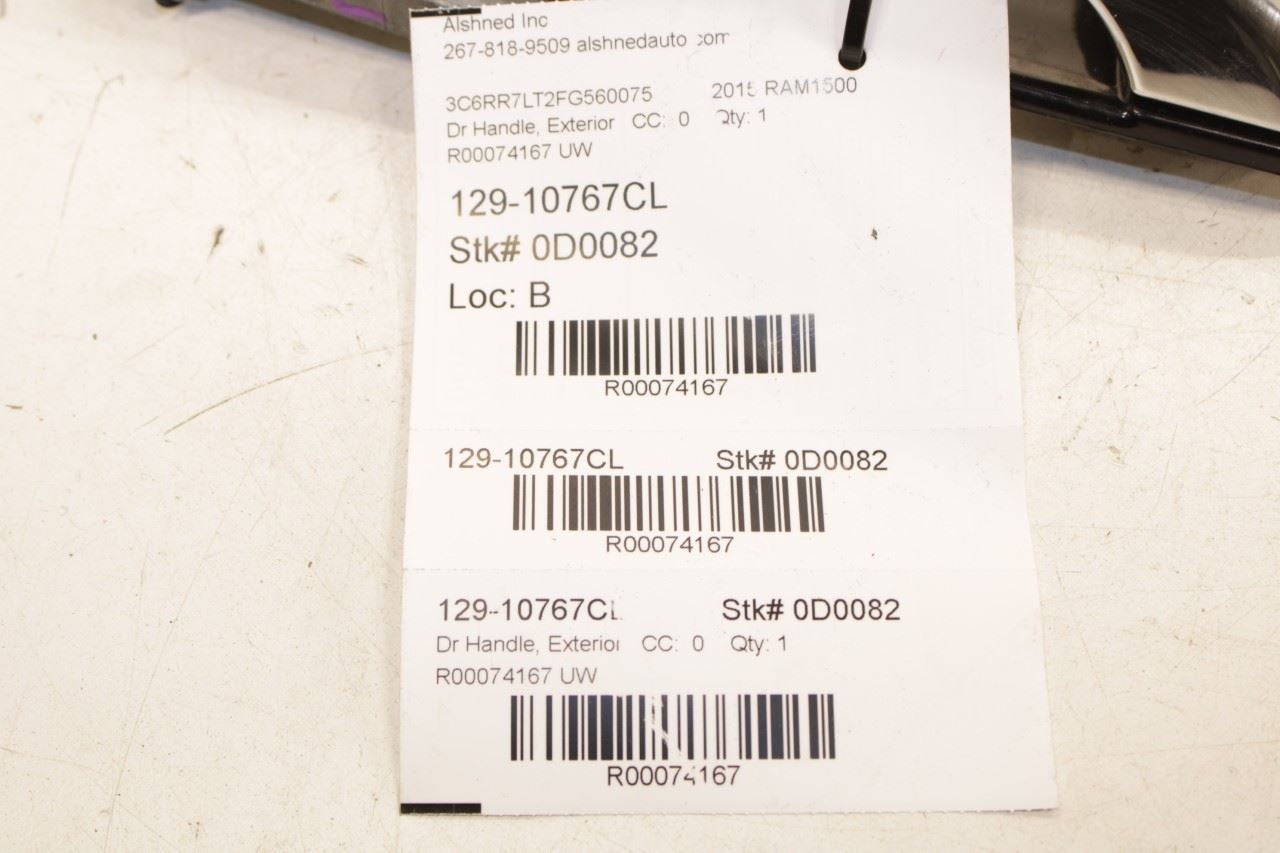 Alshned Inc
267-818-9509 alshnedauto.com
3C6RR7LT2FG560075 2015 RAM1500
Dr Handle, Exterior CC: 0 Qty: 1
R00074167 UW
129-10767CL
Stk# 0D0082
Loc: B
R00074167
129-10767CL Stk# 0D0082
R00074167
129-10767CL Stk# 0D0082
Dr Handle, Exterior CC: 0 Qty: 1
R00074167 UW
R00074167